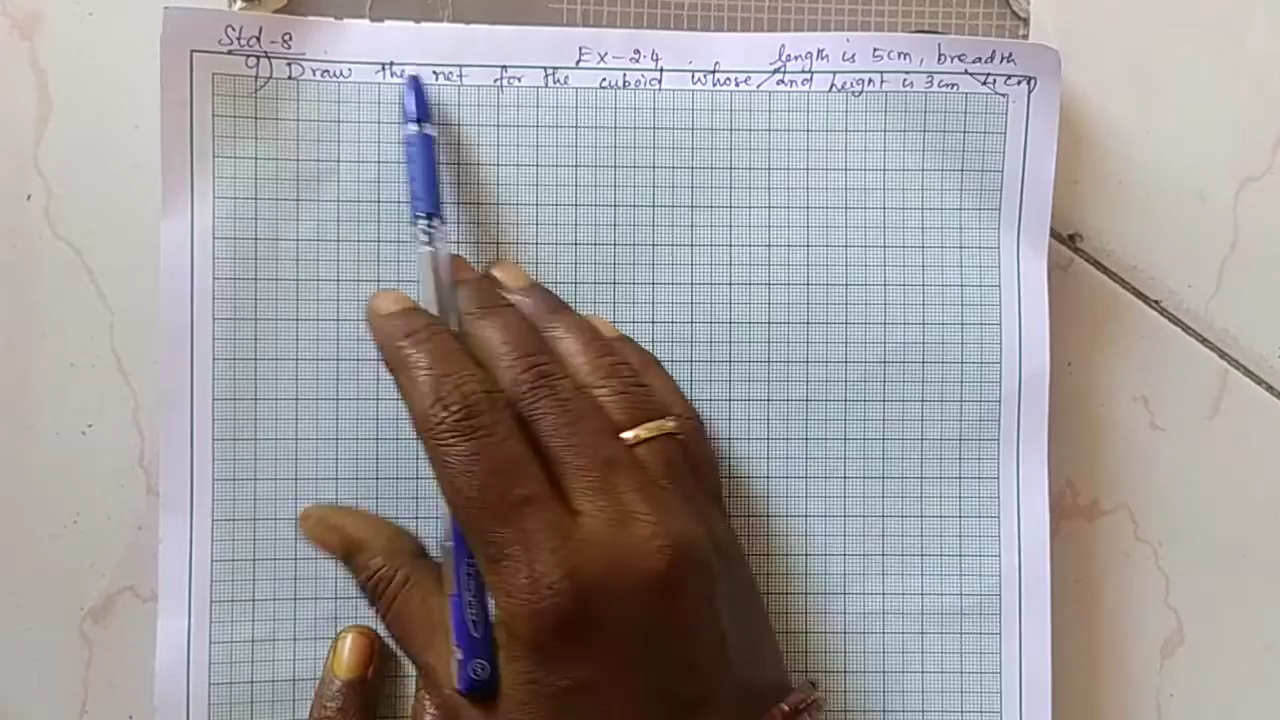 Std-8
Ex-2.4
length is 5cm, breadth
9) Draw the net for the cuboid whose and height is 3cm 4cm